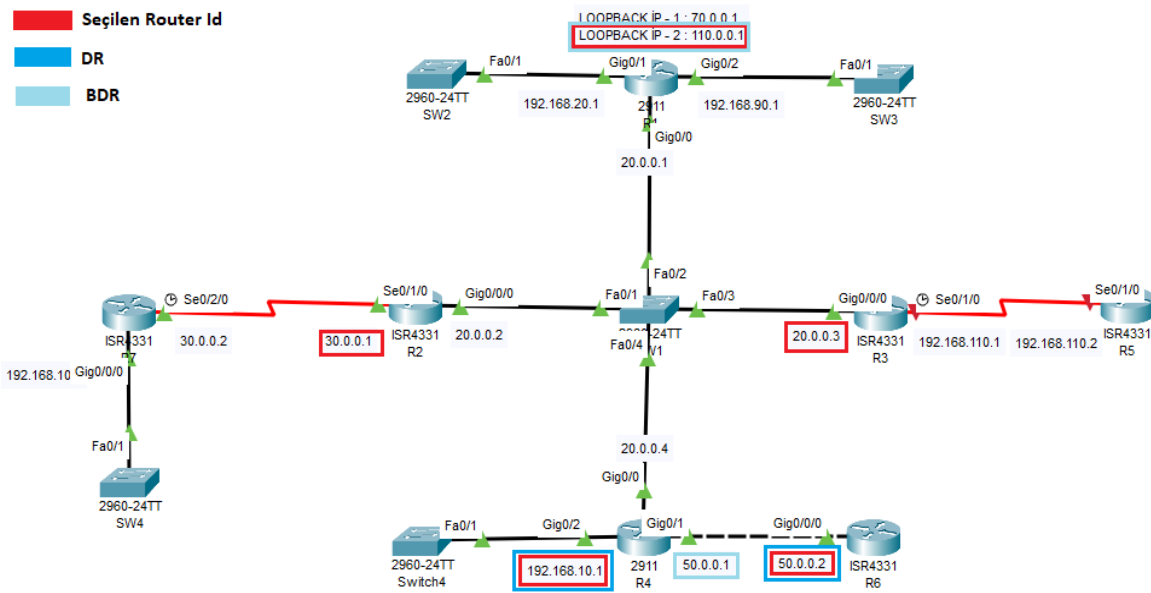 Seçilen Router Id
DR
BDR
LOOPBACK İP - 1 : 70.0.0.1
LOOPBACK İP - 2 : 110.0.0.1
Fa0/1
Gig0/1
Gig0/2
Fa0/1
2960-24TT
SW2
192.168.20.1
2911
R1
192.168.90.1
2960-24TT
SW3
Gig0/0
20.0.0.1
Fa0/2
Se0/2/0
Se0/1/0
Gig0/0/0
Fa0/1
Fa0/3
Gig0/0/0
Se0/1/0
Se0/1/0
ISR4331
30.0.0.2
30.0.0.1
ISR4331
R2
20.0.0.2
Fa0/4
20.0.0.3
ISR4331
R3
192.168.110.1
192.168.110.2
ISR4331
R5
192.168.10
Gig0/0/0
Fa0/1
2960-24TT
SW4
20.0.0.4
Gig0/0
Fa0/1
Gig0/2
Gig0/1
Gig0/0/0
2960-24TT
Switch4
192.168.10.1
2911
R4
50.0.0.1
50.0.0.2
ISR4331
R6